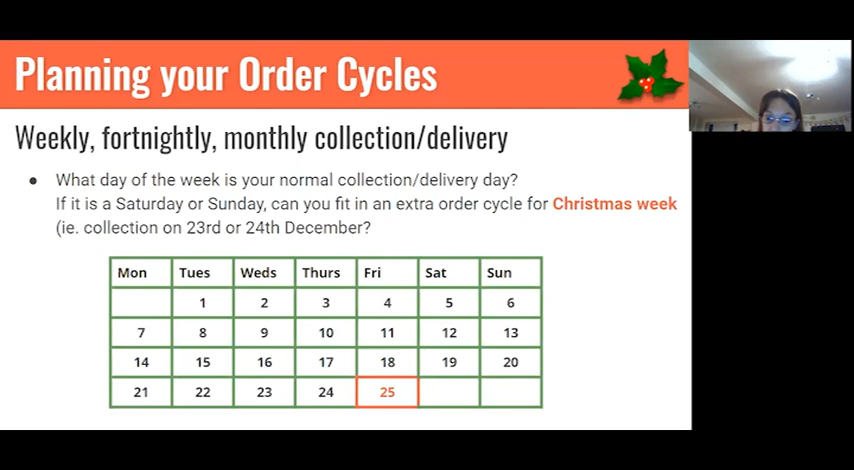 Planning your Order Cycles
Weekly, fortnightly, monthly collection/delivery
● What day of the week is your normal collection/delivery day?
If it is a Saturday or Sunday, can you fit in an extra order cycle for Christmas week
(ie. collection on 23rd or 24th December?
Mon Tues Weds Thurs Fri Sat Sun
1 2 3 4 5 6
7 8 9 10 11 12 13
14 15 16 17 18 19 20
21 22 23 24 25